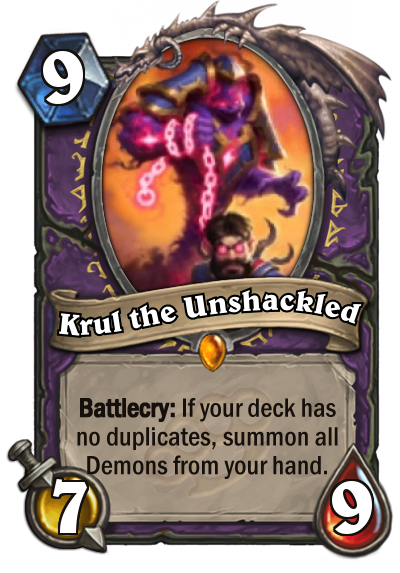 9
Krul the Unshackled
Battlecry: If your deck has
no duplicates, summon all
Demons from your hand.
7
9